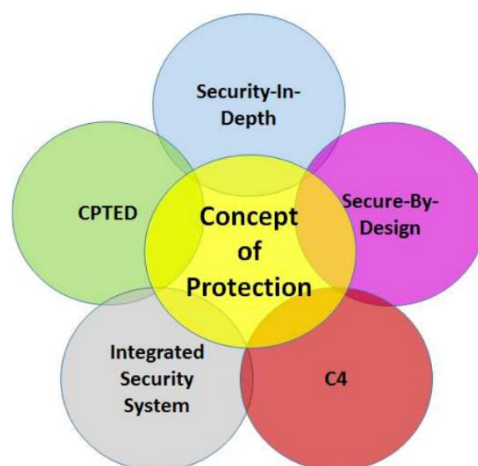 Security-In-
Depth
CPTED
Secure-By-
Design
Concept
of
Protection
Integrated
Security
System
C4